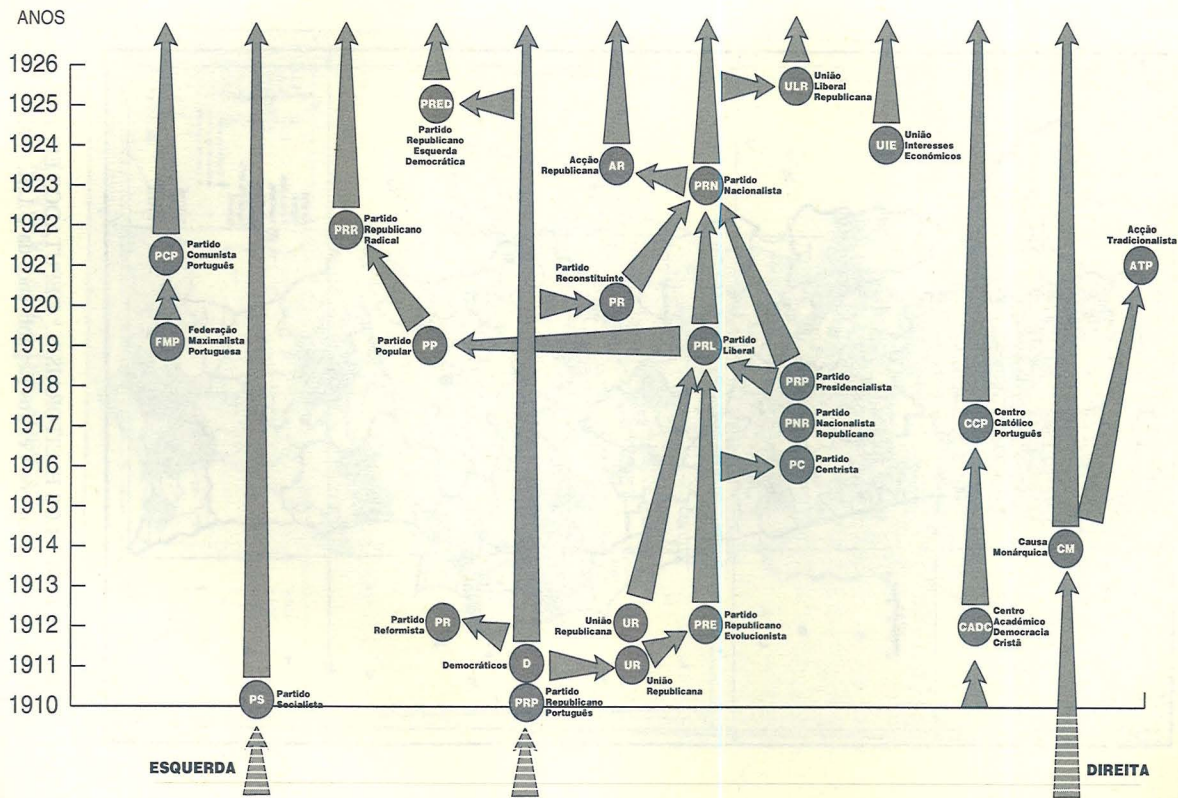 ANOS
1926
1925
1924
1923
1922
1921
1920
1919
1918
1917
1916
1915
1914
1913
1912
1911
1910
ULR
União
Liberal
Republicana
PRED
Partido
Republicano
Esquerda
Democrática
UIE
União
Interesses
Económicos
Acção
Republicana
AR
PRN
Partido
Nacionalista
PRR
Partido
Republicano
Radical
PCP
Partido
Comunista
Português
Acção
Tradicionalista
ATP
Partido
Reconstituinte
PR
FMP
Federação
Maximalista
Portuguesa
Partido
Popular
PP
PRL
Partido
Liberal
PRP
Partido
Presidencialista
PNR
Partido
Nacionalista
Republicano
CCP
Centro
Católico
Português
PC
Partido
Centrista
Causa
Monárquica
CM
Partido
Reformista
PR
União
Republicana
UR
PRE
Partido
Republicano
Evolucionista
CADC
Centro
Académico
Democracia
Cristã
Democráticos
D
UR
União
Republicana
PS
Partido
Socialista
PRP
Partido
Republicano
Português
ESQUERDA
DIREITA